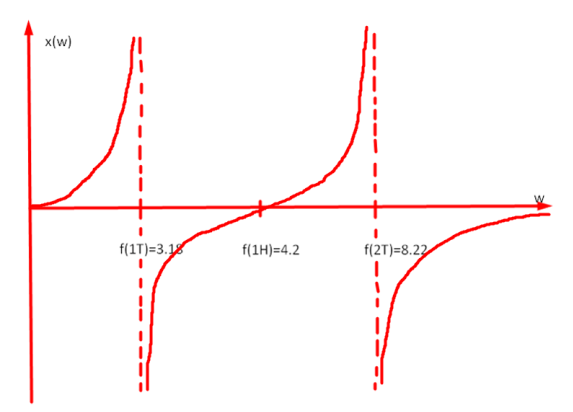 x(w)
w
f(1T)=3.18
f(1H)=4.2
f(2T)=8.22